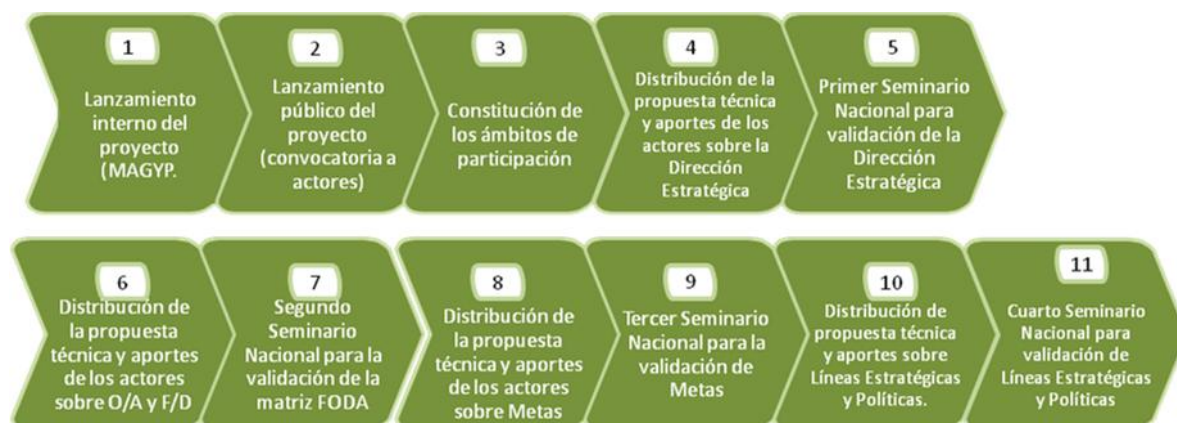 1
Lanzamiento
interno del
proyecto
(MAGYP.
2
Lanzamiento
público del
proyecto
(convocatoria a
actores)
3
Constitución de
los ámbitos de
participación
4
Distribución de la
propuesta técnica
y aportes de los
actores sobre la
Dirección
Estratégica
5
Primer Seminario
Nacional para
validación de la
Dirección
Estratégica
6
Distribución de
la propuesta
técnica y aportes
de los actores
sobre O/A y F/D
7
Segundo
Seminario
Nacional para la
validación de la
matriz FODA
8
Distribución de
la propuesta
técnica y aportes
de los actores
sobre Metas
9
Tercer Seminario
Nacional para la
validación de
Metas
10
Distribución de
propuesta técnica
y aportes sobre
Líneas Estratégicas
y Políticas.
11
Cuarto Seminario
Nacional para
validación de
Líneas Estratégicas
y Políticas